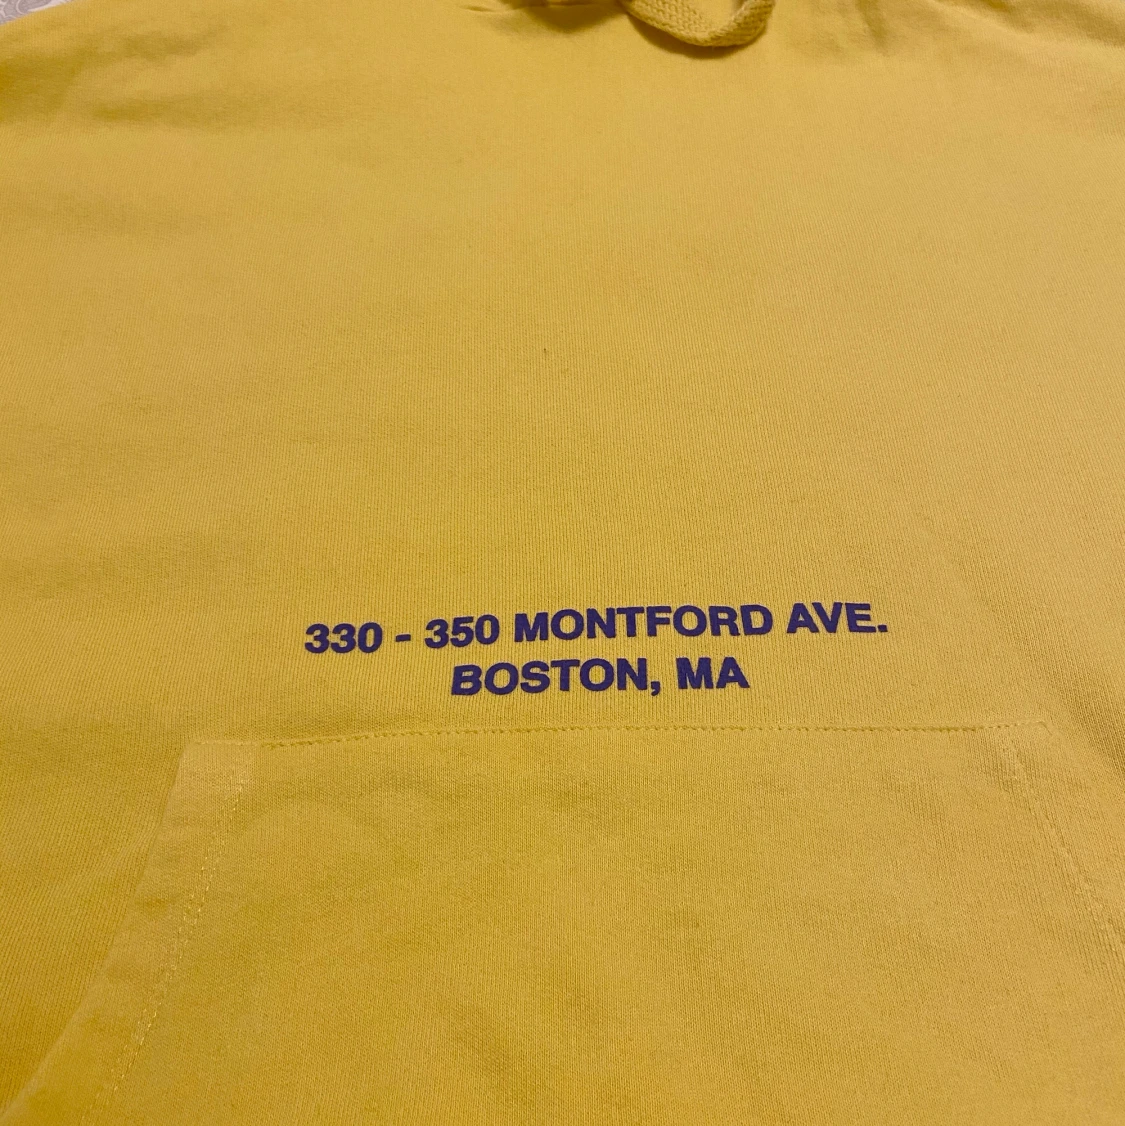 330 - 350 MONTFORD AVE.
BOSTON, MA